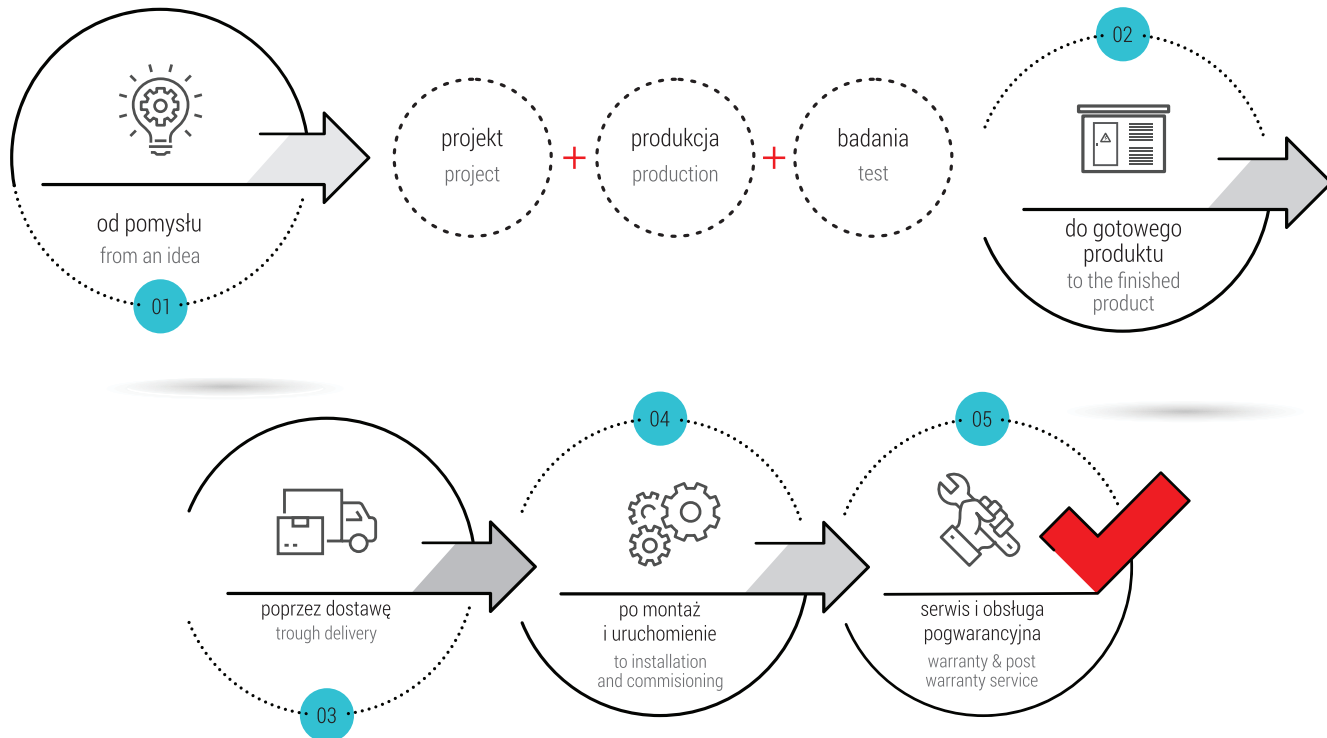 od pomysłu
from an idea
01
projekt
project
+
produkcja
production
+
badania
test
02
do gotowego
produktu
to the finished
product
poprzez dostawę
trough delivery
03
04
po montaż
i uruchomienie
to installation
and commisioning
05
serwis i obsługa
pogwarancyjna
warranty & post
warranty service